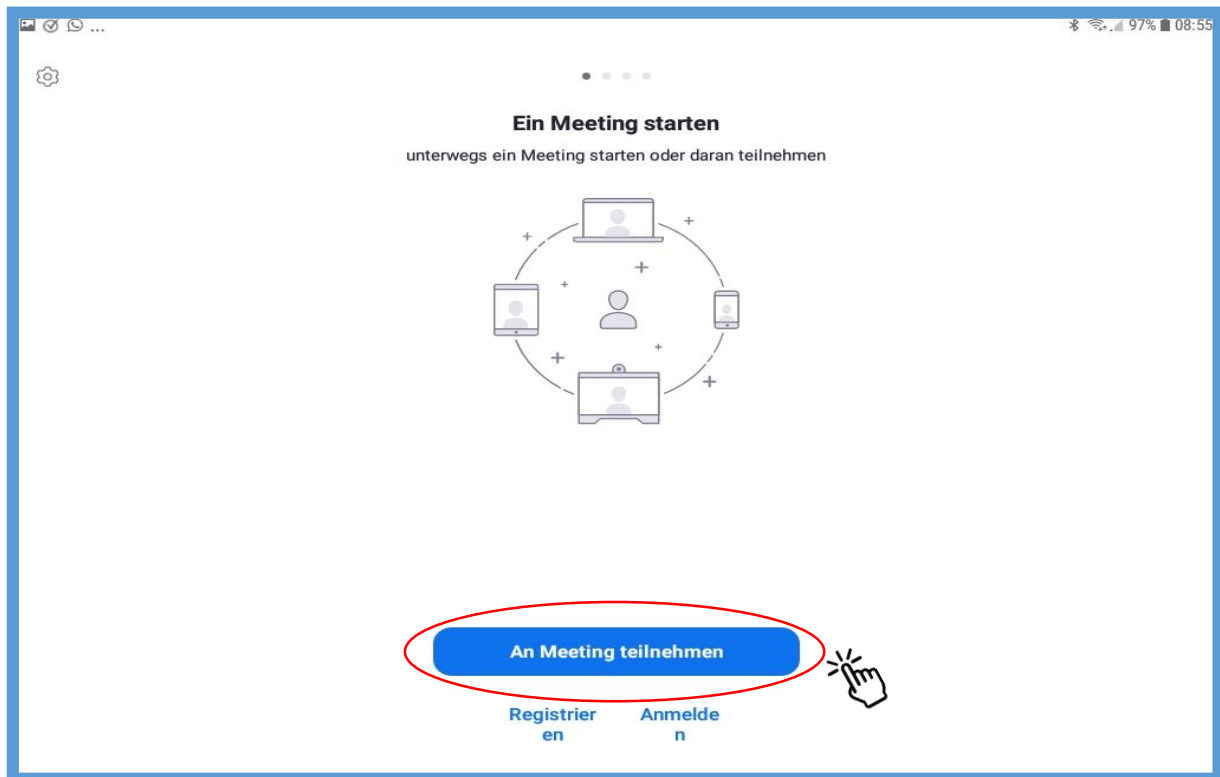 ... 97% 08:55
Ein Meeting starten
unterwegs ein Meeting starten oder daran teilnehmen
An Meeting teilnehmen
Registrier Anmelde
en n